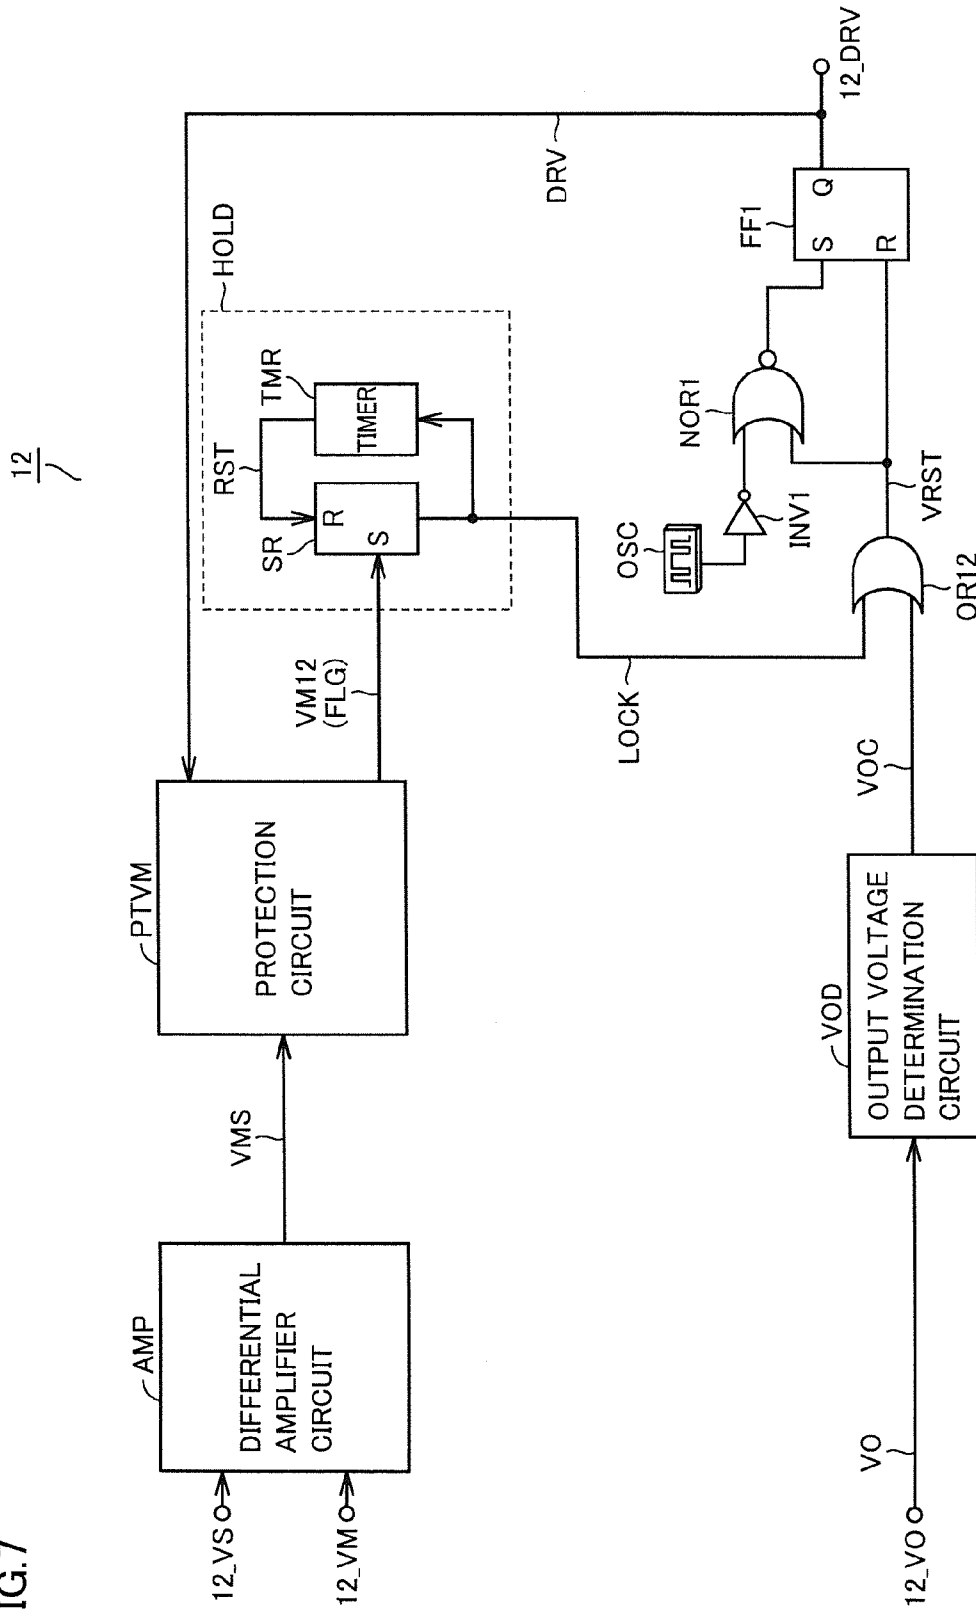 IG.7
12
12_VS
12_VM
AMP
DIFFERENTIAL
AMPLIFIER
CIRCUIT
VMS
PTVM
PROTECTION
CIRCUIT
VM12
(FLG)
HOLD
SR
S
R
RST
TMR
TIMER
DRV
LOCK
OSC
INV1
NOR1
FF1
S
R
Q
12_DRV
12_VO
VO
VOD
OUTPUT VOLTAGE
DETERMINATION
CIRCUIT
VOC
OR12
VRST